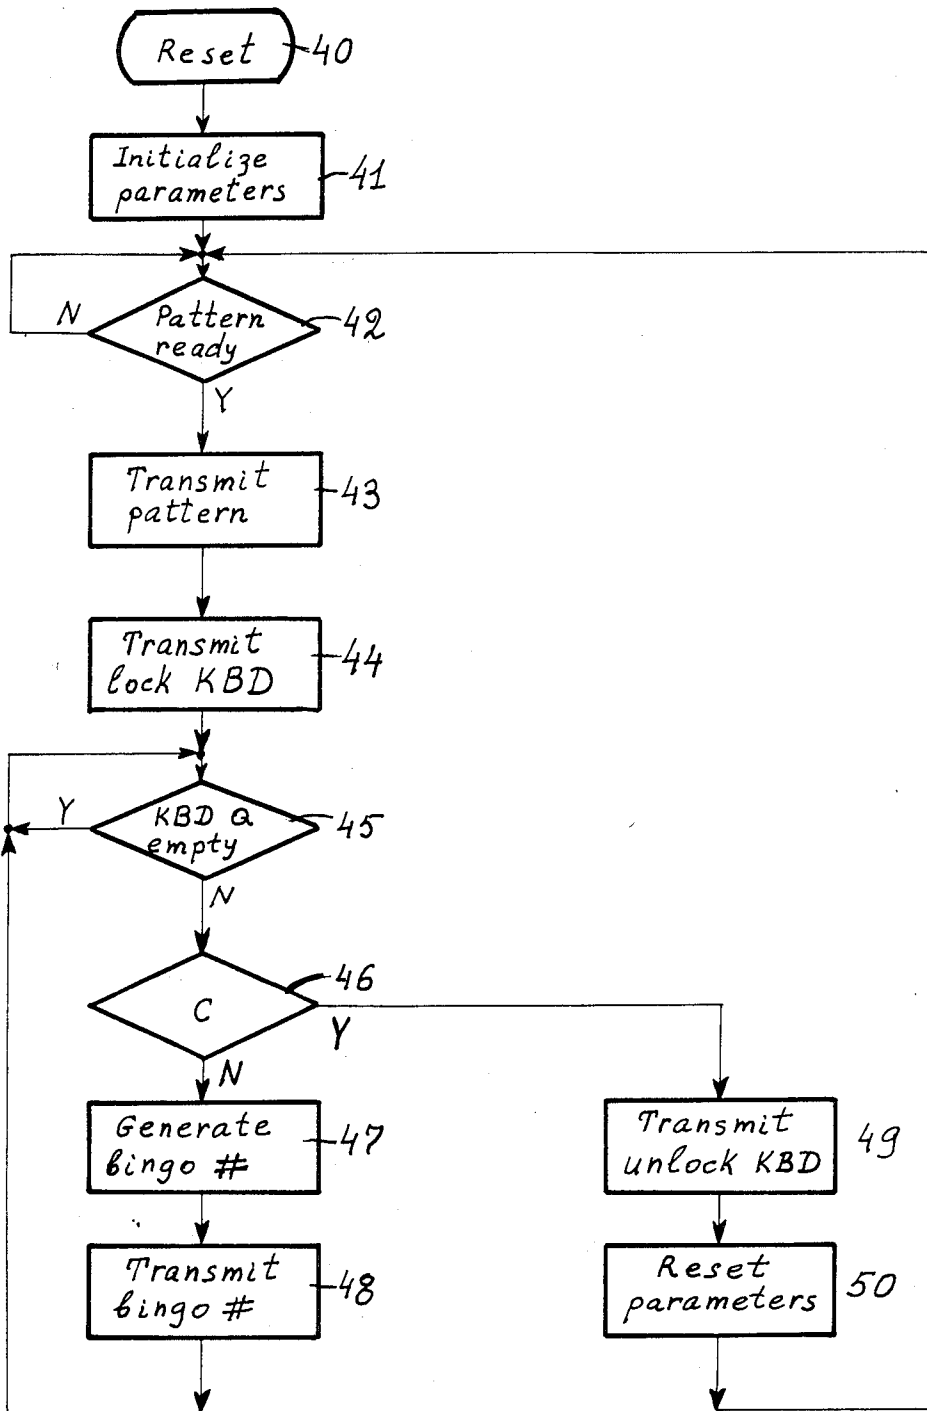 Reset
40
Initialize
parameters
41
N
Pattern
ready
42
Y
Transmit
pattern
43
Transmit
lock KBD
44
Y
KBD Q
empty
45
N
C
46
Y
N
Generate
bingo #
47
Transmit
unlock KBD
49
Transmit
bingo #
48
Reset
parameters
50